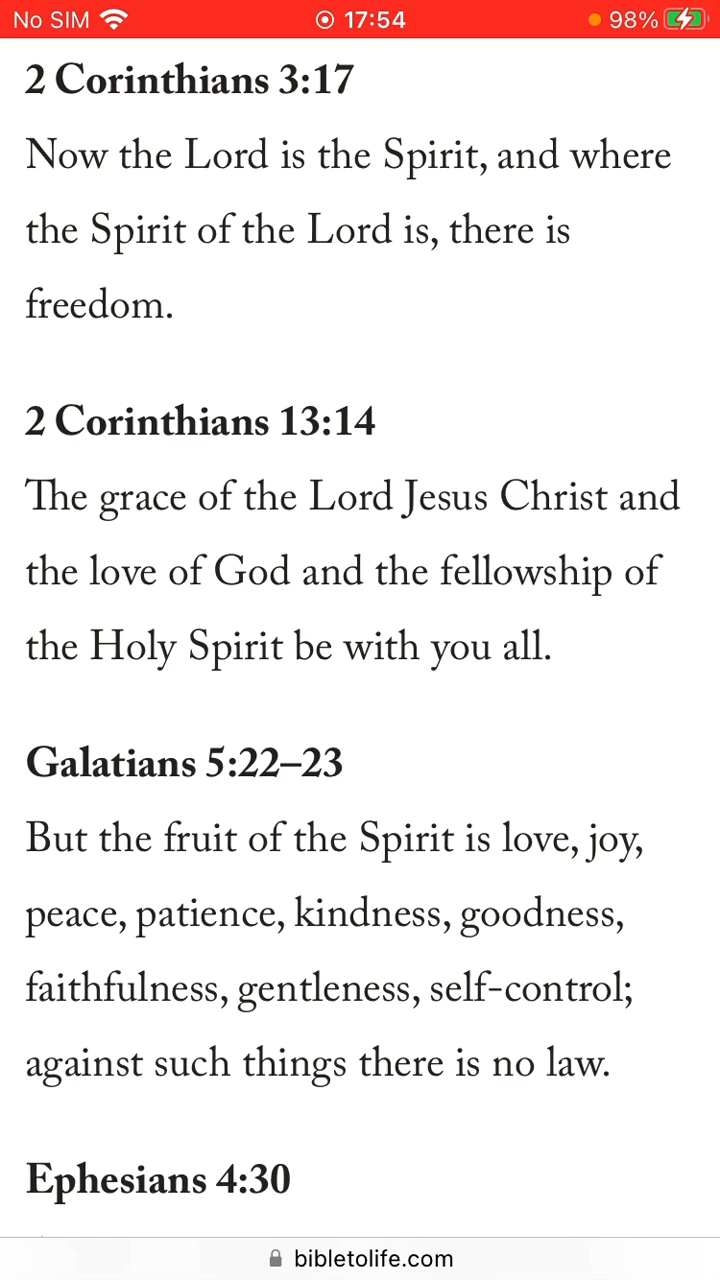 No SIM 17:54 98%
2 Corinthians 3:17
Now the Lord is the Spirit, and where
the Spirit of the Lord is, there is
freedom.
2 Corinthians 13:14
The grace of the Lord Jesus Christ and
the love of God and the fellowship of
the Holy Spirit be with you all.
Galatians 5:22–23
But the fruit of the Spirit is love, joy,
peace, patience, kindness, goodness,
faithfulness, gentleness, self-control;
against such things there is no law.
Ephesians 4:30
bibletolife.com